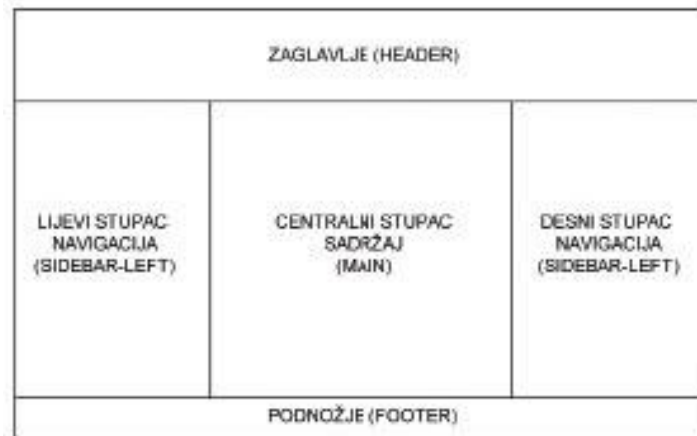 ZAGLAVLJE (HEADER)
LIJEVI STUPAC
NAVIGACIJA
(SIDEBAR-LEFT)
CENTRALNI STUPAC
SADRŽAJ
(MAIN)
DESNI STUPAC
NAVIGACIJA
(SIDEBAR-LEFT)
PODNOŽJE (FOOTER)